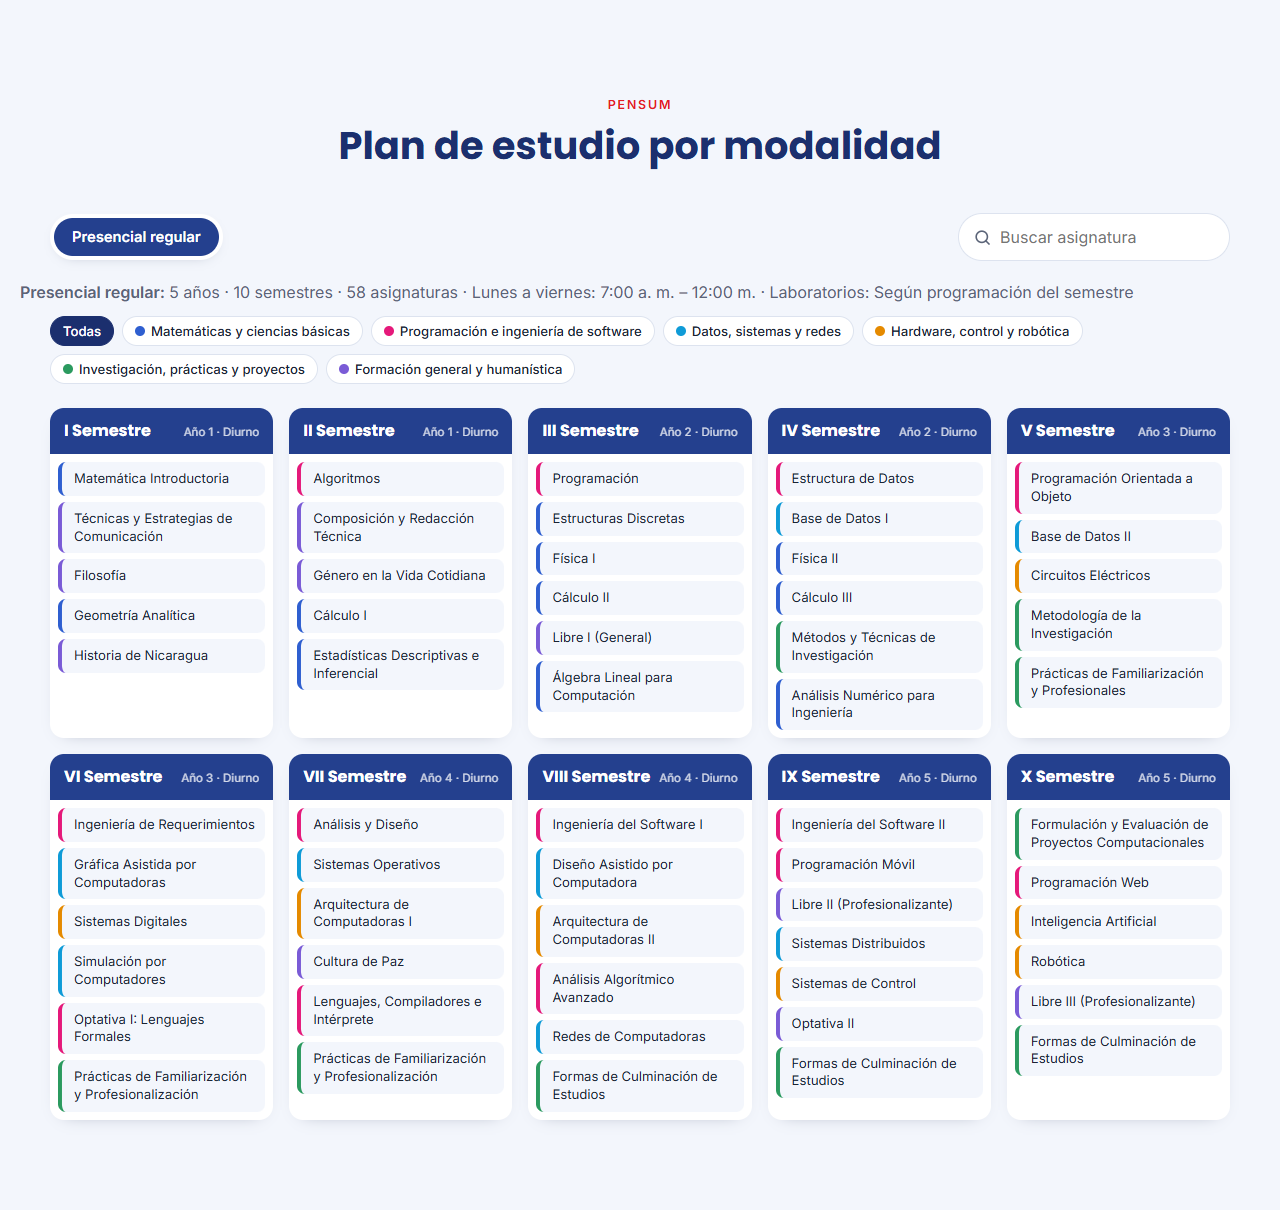 PENSUM
Plan de estudio por modalidad
Presencial regular
Buscar asignatura
Presencial regular: 5 años · 10 semestres · 58 asignaturas · Lunes a viernes: 7:00 a. m. – 12:00 m. · Laboratorios: Según programación del semestre
Todas
Matemáticas y ciencias básicas
Programación e ingeniería de software
Datos, sistemas y redes
Hardware, control y robótica
Investigación, prácticas y proyectos
Formación general y humanística
I Semestre
Año 1 · Diurno
Matemática Introductoria
Técnicas y Estrategias de
Comunicación
Filosofía
Geometría Analítica
Historia de Nicaragua
II Semestre
Año 1 · Diurno
Algoritmos
Composición y Redacción
Técnica
Género en la Vida Cotidiana
Cálculo I
Estadísticas Descriptivas e
Inferencial
III Semestre
Año 2 · Diurno
Programación
Estructuras Discretas
Física I
Cálculo II
Libre I (General)
Álgebra Lineal para
Computación
IV Semestre
Año 2 · Diurno
Estructura de Datos
Base de Datos I
Física II
Cálculo III
Métodos y Técnicas de
Investigación
Análisis Numérico para
Ingeniería
V Semestre
Año 3 · Diurno
Programación Orientada a
Objeto
Base de Datos II
Circuitos Eléctricos
Metodología de la
Investigación
Prácticas de Familiarización
y Profesionales
VI Semestre
Año 3 · Diurno
Ingeniería de Requerimientos
Gráfica Asistida por
Computadoras
Sistemas Digitales
Simulación por
Computadores
Optativa I: Lenguajes
Formales
Prácticas de Familiarización
y Profesionalización
VII Semestre
Año 4 · Diurno
Análisis y Diseño
Sistemas Operativos
Arquitectura de
Computadoras I
Cultura de Paz
Lenguajes, Compiladores e
Intérprete
Prácticas de Familiarización
y Profesionalización
VIII Semestre
Año 4 · Diurno
Ingeniería del Software I
Diseño Asistido por
Computadora
Arquitectura de
Computadoras II
Análisis Algorítmico
Avanzado
Redes de Computadoras
Formas de Culminación de
Estudios
IX Semestre
Año 5 · Diurno
Ingeniería del Software II
Programación Móvil
Libre II (Profesionalizante)
Sistemas Distribuidos
Sistemas de Control
Optativa II
Formas de Culminación de
Estudios
X Semestre
Año 5 · Diurno
Formulación y Evaluación de
Proyectos Computacionales
Programación Web
Inteligencia Artificial
Robótica
Libre III (Profesionalizante)
Formas de Culminación de
Estudios